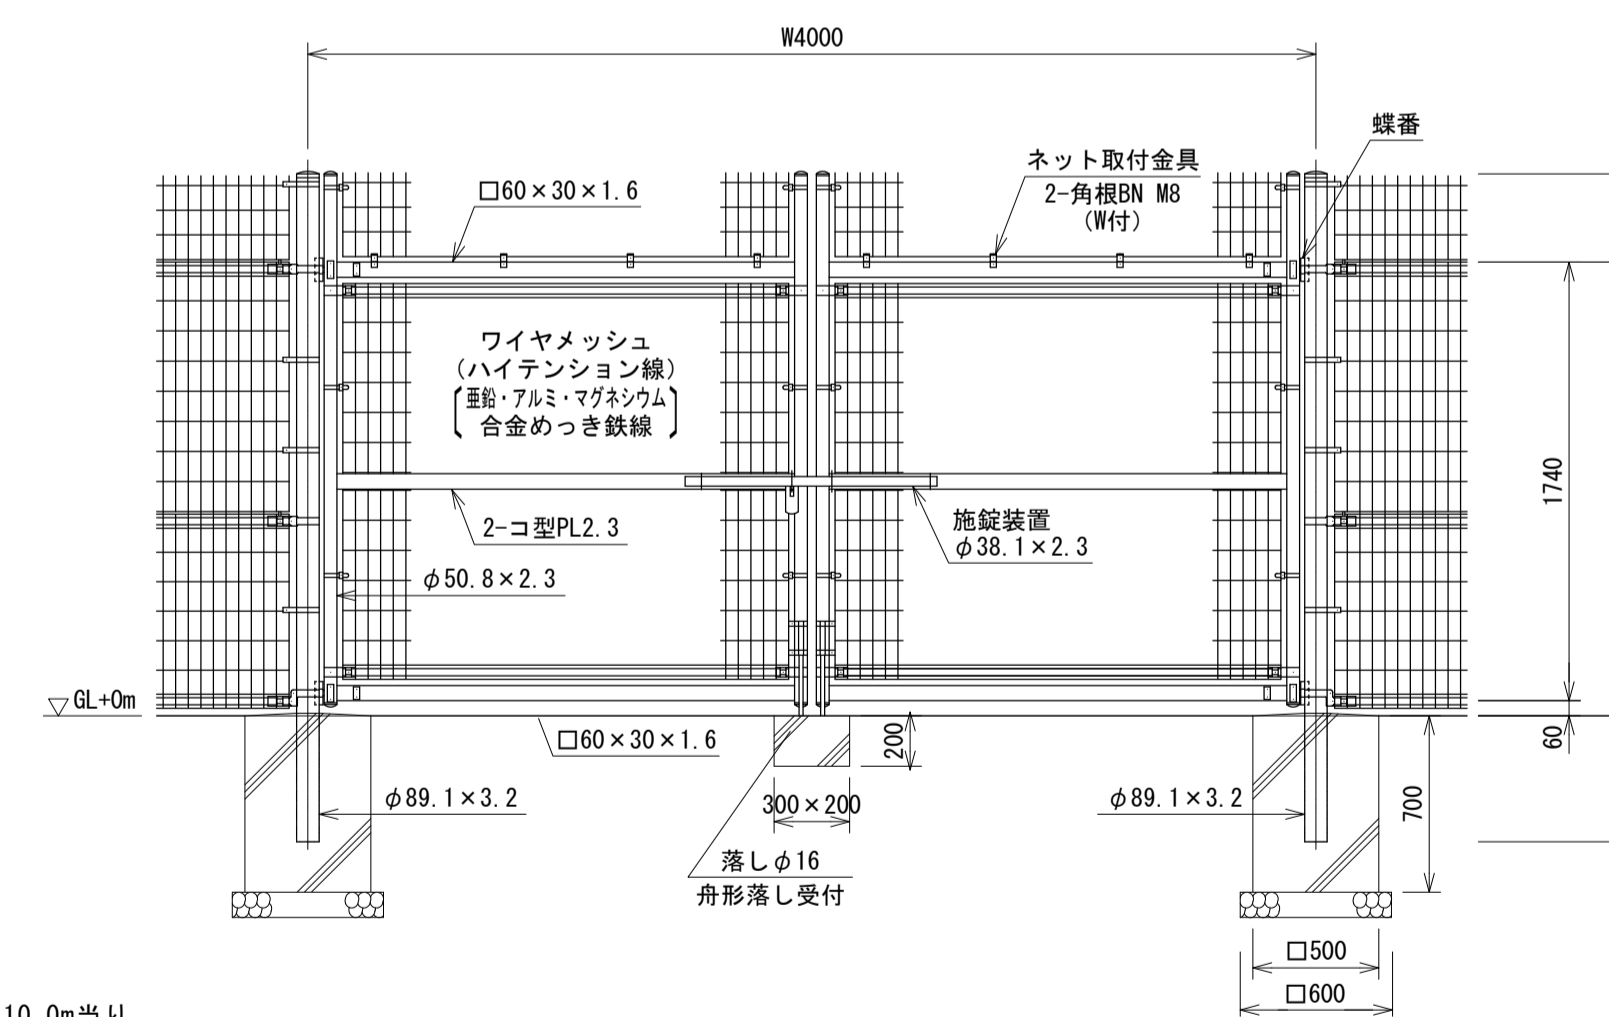 W4000
蝶番
ネット取付金具
2-角根BN M8
(W付)
□60×30×1.6
ワイヤメッシュ
(ハイテンション線)
亜鉛・アルミ・マグネシウム
合金めっき鉄線
1740
施錠装置
φ38.1×2.3
2-コ型PL2.3
φ50.8×2.3
GL+0m
□60×30×1.6
200
60
φ89.1×3.2
300×200
φ89.1×3.2
700
落しφ16
舟形落し受付
□500
□600
10.0m当り